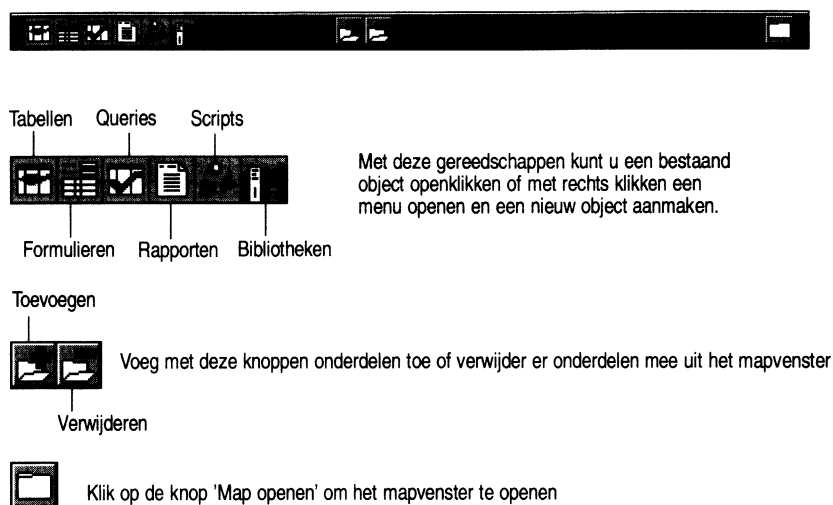 Tabellen Queries Scripts
Met deze gereedschappen kunt u een bestaand
object openklikken of met rechts klikken een
menu openen en een nieuw object aanmaken.
Formulieren Rapporten Bibliotheken
Toevoegen
Voeg met deze knoppen onderdelen toe of verwijder er onderdelen mee uit het mapvenster
Verwijderen
Klik op de knop 'Map openen' om het mapvenster te openen